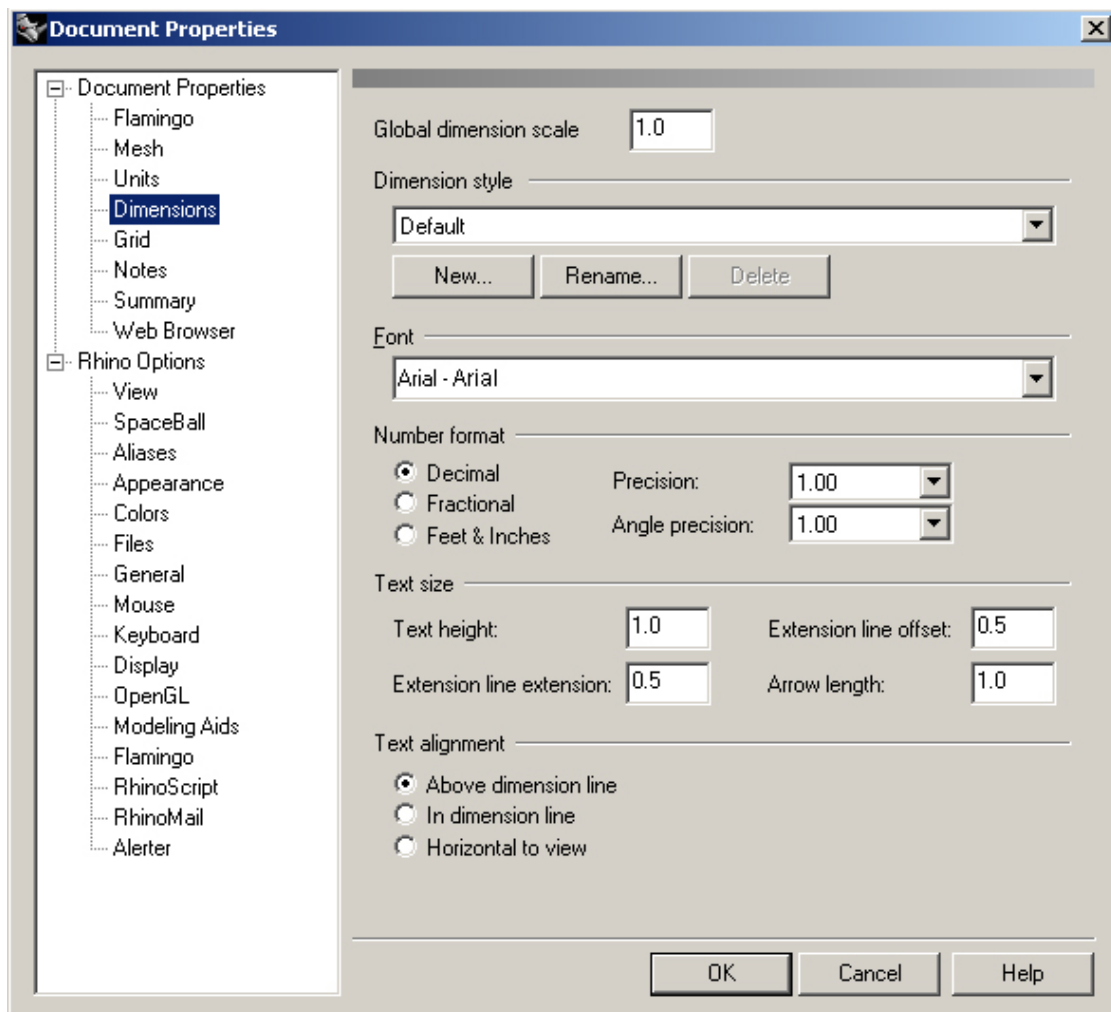 Document Properties
Document Properties
Flamingo
Mesh
Units
Dimensions
Grid
Notes
Summary
Web Browser
Rhino Options
View
SpaceBall
Aliases
Appearance
Colors
Files
General
Mouse
Keyboard
Display
OpenGL
Modeling Aids
Flamingo
RhinoScript
RhinoMail
Alerter
Global dimension scale 1.0
Dimension style
Default
New... Rename... Delete
Font
Arial - Arial
Number format
Decimal
Fractional
Feet & Inches
Precision: 1.00
Angle precision: 1.00
Text size
Text height: 1.0 Extension line offset: 0.5
Extension line extension: 0.5 Arrow length: 1.0
Text alignment
Above dimension line
In dimension line
Horizontal to view
OK Cancel Help